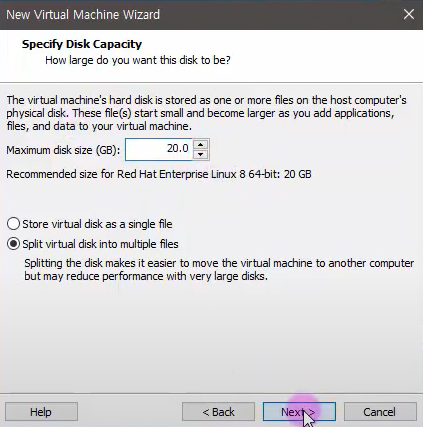 New Virtual Machine Wizard
Specify Disk Capacity
How large do you want this disk to be?
The virtual machine's hard disk is stored as one or more files on the host computer's
physical disk. These file(s) start small and become larger as you add applications,
files, and data to your virtual machine.
Maximum disk size (GB): 20.0
Recommended size for Red Hat Enterprise Linux 8 64-bit: 20 GB
Store virtual disk as a single file
Split virtual disk into multiple files
Splitting the disk makes it easier to move the virtual machine to another computer
but may reduce performance with very large disks.
Help < Back Next > Cancel